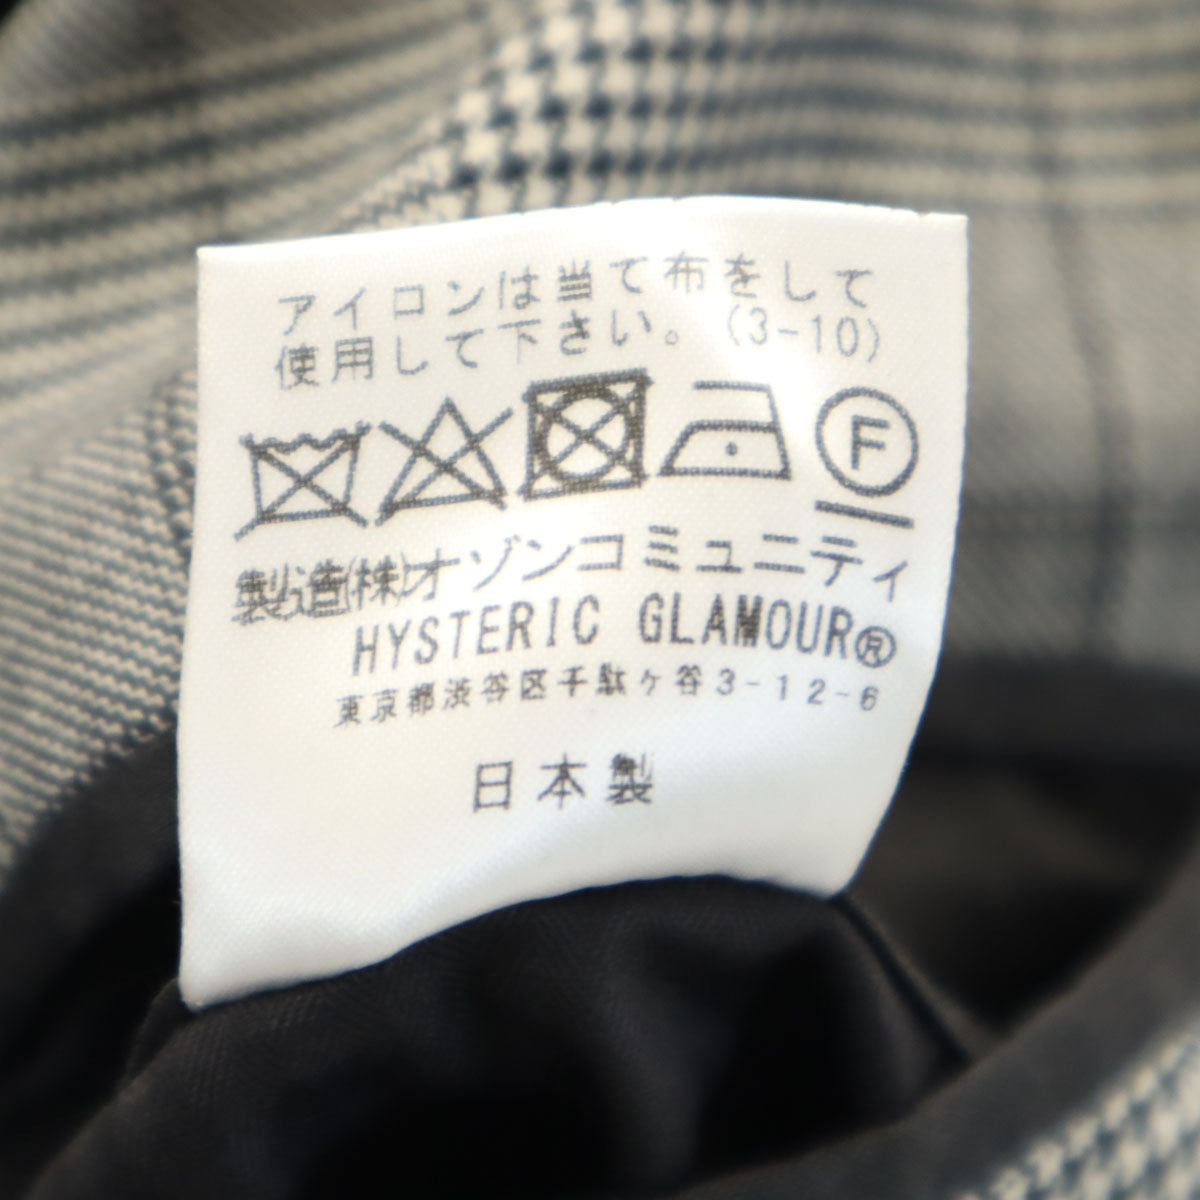 アイロンは当て布をして
使用して下さい。(3-10)
F
製造(株)オゾンコミュニティ
HYSTERIC GLAMOUR®
東京都渋谷区千駄ヶ谷3-12-6
日本製